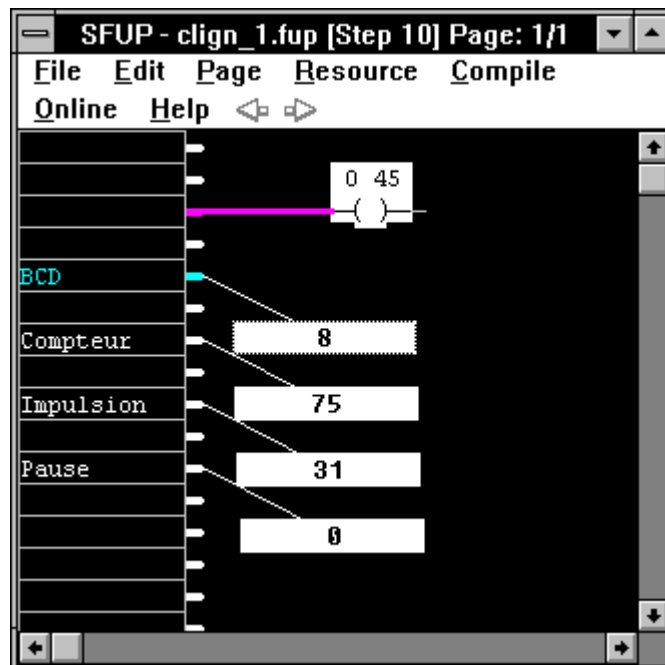 SFUP - clign_1.fup [Step 10] Page: 1/1
File Edit Page Resource Compile
Online Help
0 45
( )
BCD
8
Compteur
75
Impulsion
31
Pause
0